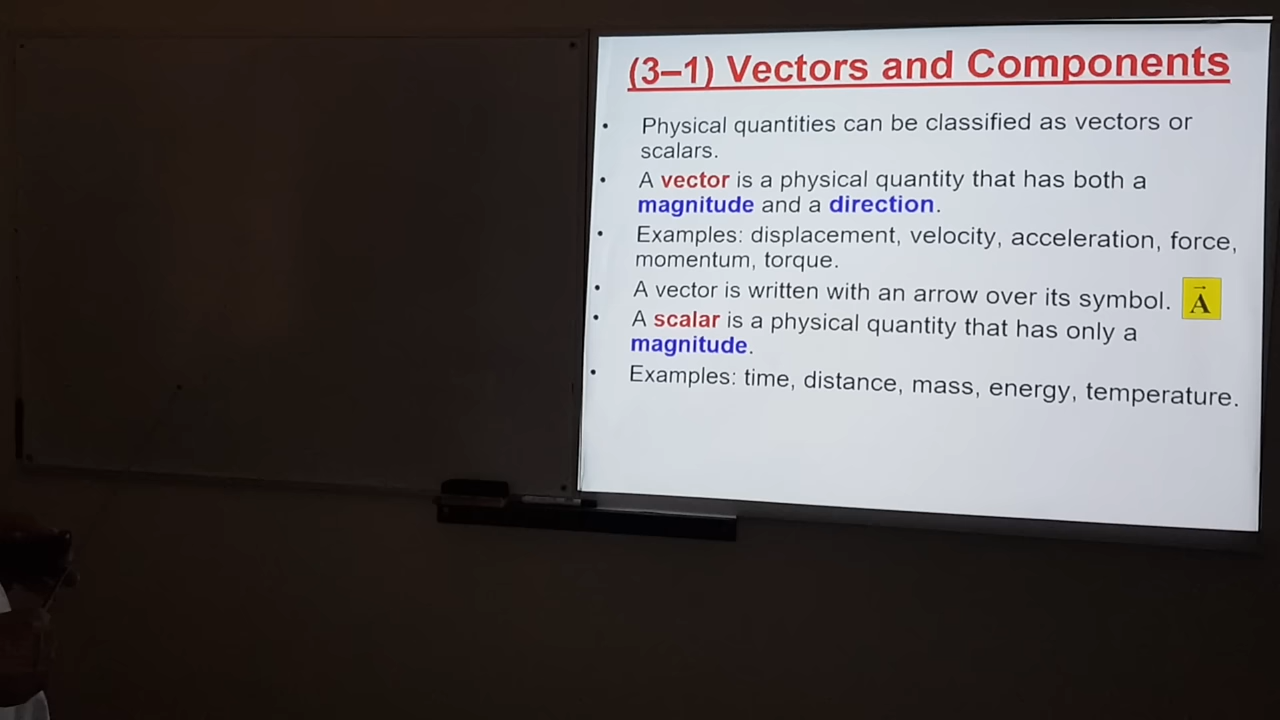 (3–1) Vectors and Components
• Physical quantities can be classified as vectors or
scalars.
• A vector is a physical quantity that has both a
magnitude and a direction.
• Examples: displacement, velocity, acceleration, force,
momentum, torque.
• A vector is written with an arrow over its symbol. A⃗
• A scalar is a physical quantity that has only a
magnitude.
• Examples: time, distance, mass, energy, temperature.